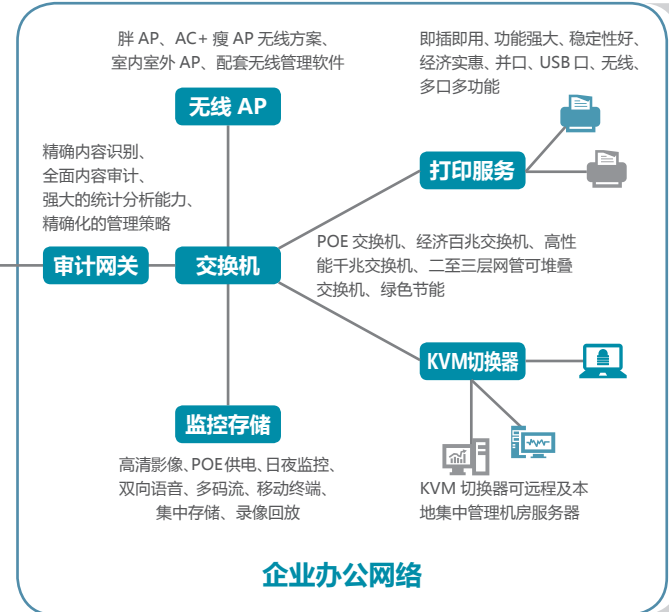 胖 AP、AC+ 瘦 AP 无线方案、
室内室外 AP、配套无线管理软件
无线 AP
即插即用、功能强大、稳定性好、
经济实惠、并口、USB 口、无线、
多口多功能
打印服务
精确内容识别、
全面内容审计、
强大的统计分析能力、
精确化的管理策略
审计网关
交换机
POE 交换机、经济百兆交换机、高性
能千兆交换机、二至三层网管可堆叠
交换机、绿色节能
KVM切换器
监控存储
高清影像、POE供电、日夜监控、
双向语音、多码流、移动终端、
集中存储、录像回放
KVM 切换器可远程及本
地集中管理机房服务器
企业办公网络